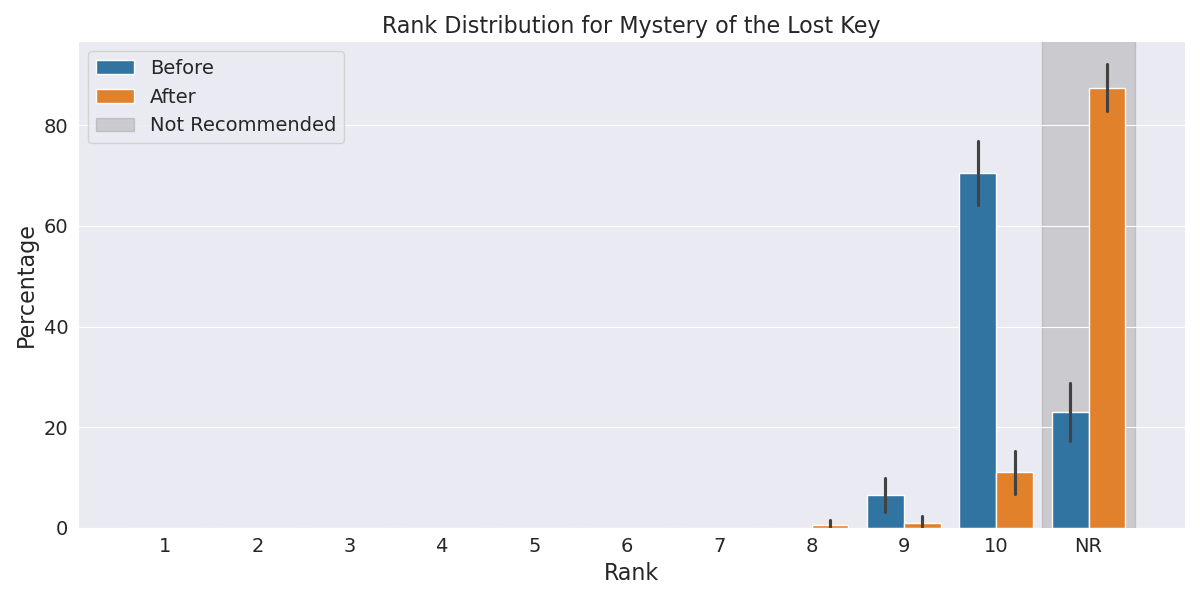 Rank Distribution for Mystery of the Lost Key
Before
After
Not Recommended
Percentage
80
60
40
20
0
1 2 3 4 5 6 7 8 9 10 NR
Rank